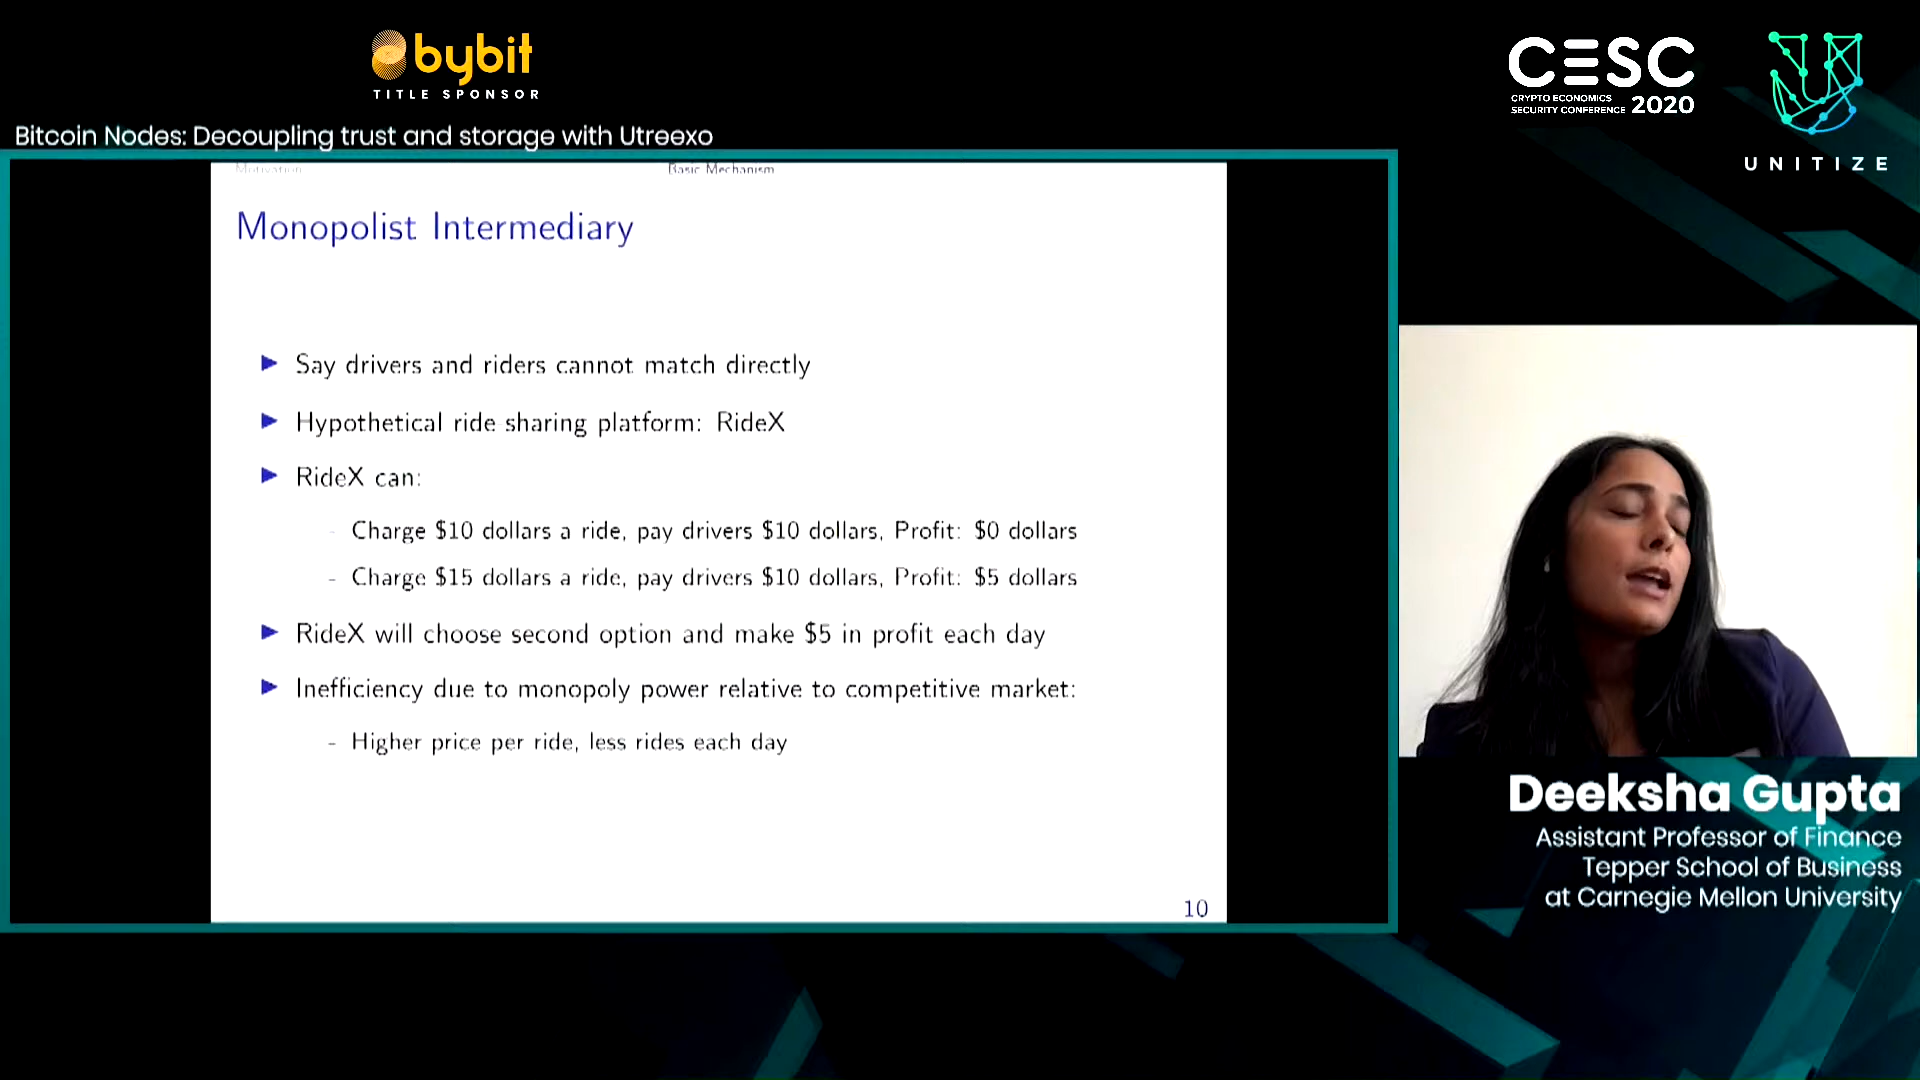 bybit
TITLE SPONSOR
CESC
CRYPTO ECONOMICS
SECURITY CONFERENCE 2020
UNITIZE
Bitcoin Nodes: Decoupling trust and storage with Utreexo
Motivation
Basic Mechanism
Monopolist Intermediary
Say drivers and riders cannot match directly
Hypothetical ride sharing platform: RideX
RideX can:
- Charge $10 dollars a ride, pay drivers $10 dollars, Profit: $0 dollars
- Charge $15 dollars a ride, pay drivers $10 dollars, Profit: $5 dollars
RideX will choose second option and make $5 in profit each day
Inefficiency due to monopoly power relative to competitive market:
- Higher price per ride, less rides each day
10
Deeksha Gupta
Assistant Professor of Finance
Tepper School of Business
at Carnegie Mellon University